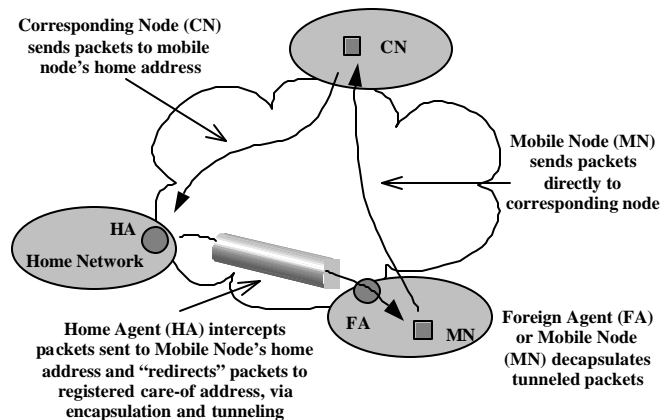 Corresponding Node (CN)
sends packets to mobile
node's home address
CN
Mobile Node (MN)
sends packets
directly to
corresponding node
HA
Home Network
FA
MN
Home Agent (HA) intercepts
packets sent to Mobile Node's home
address and “redirects” packets to
registered care-of address, via
encapsulation and tunneling
Foreign Agent (FA)
or Mobile Node
(MN) decapsulates
tunneled packets